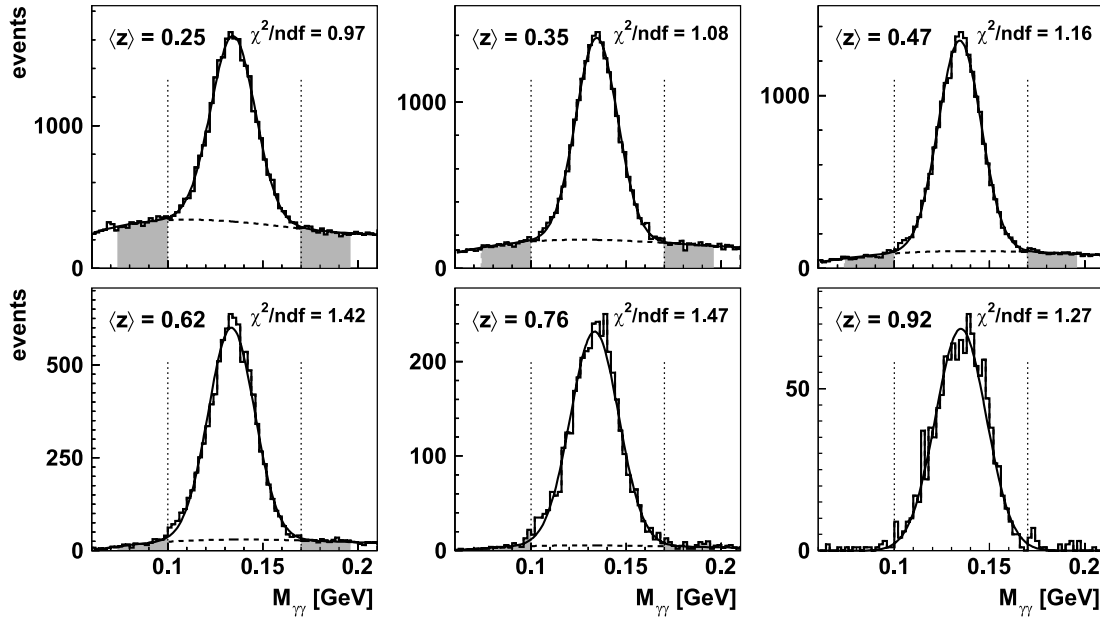 events
⟨z⟩ = 0.25 χ²/ndf = 0.97
1000
0
⟨z⟩ = 0.35 χ²/ndf = 1.08
1000
0
⟨z⟩ = 0.47 χ²/ndf = 1.16
1000
0
events
⟨z⟩ = 0.62 χ²/ndf = 1.42
500
250
0
0.1 0.15 0.2
M_γγ [GeV]
⟨z⟩ = 0.76 χ²/ndf = 1.47
200
100
0
0.1 0.15 0.2
M_γγ [GeV]
⟨z⟩ = 0.92 χ²/ndf = 1.27
50
0
0.1 0.15 0.2
M_γγ [GeV]